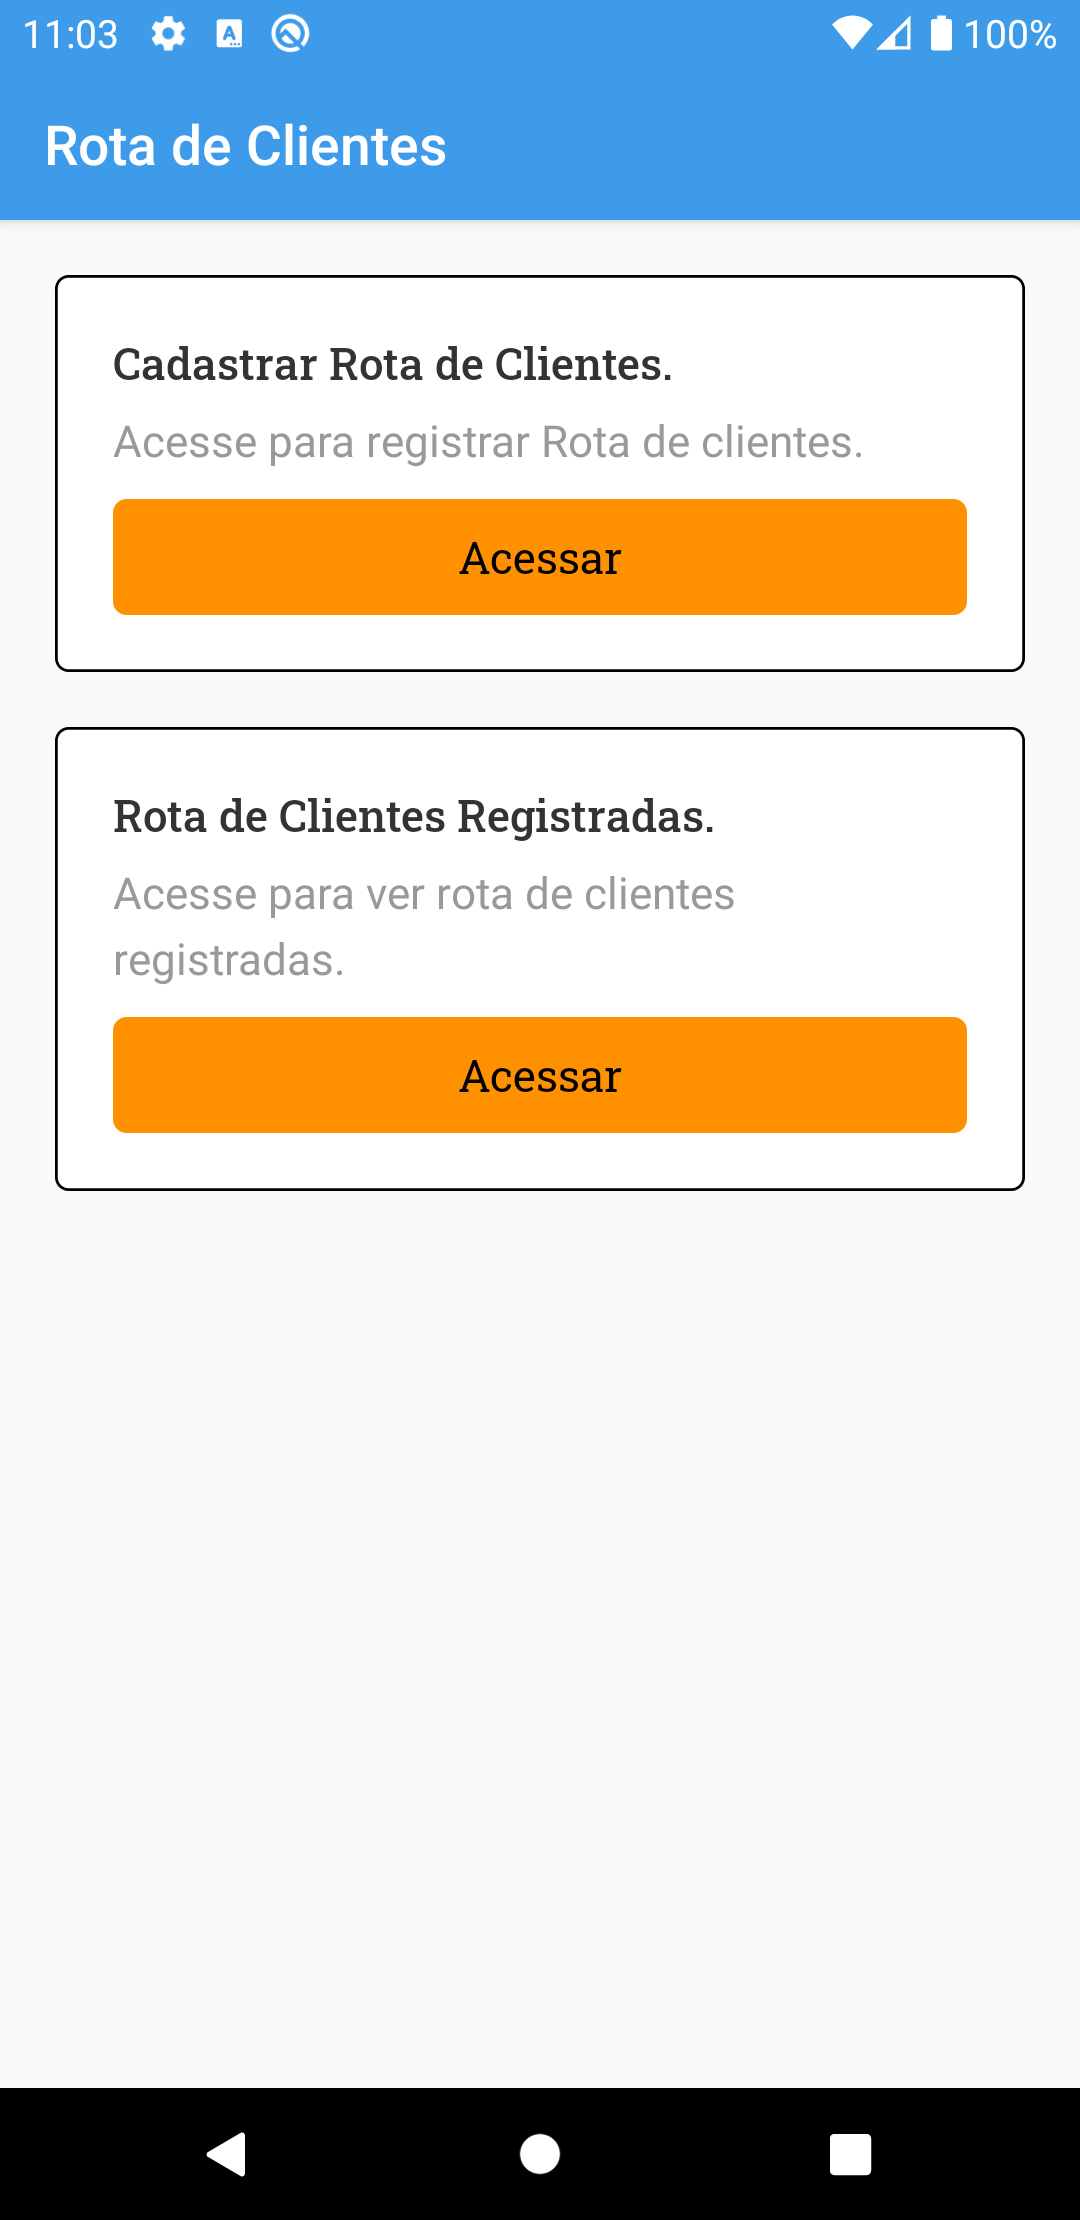 11:03
100%
Rota de Clientes
Cadastrar Rota de Clientes.
Acesse para registrar Rota de clientes.
Acessar
Rota de Clientes Registradas.
Acesse para ver rota de clientes
registradas.
Acessar